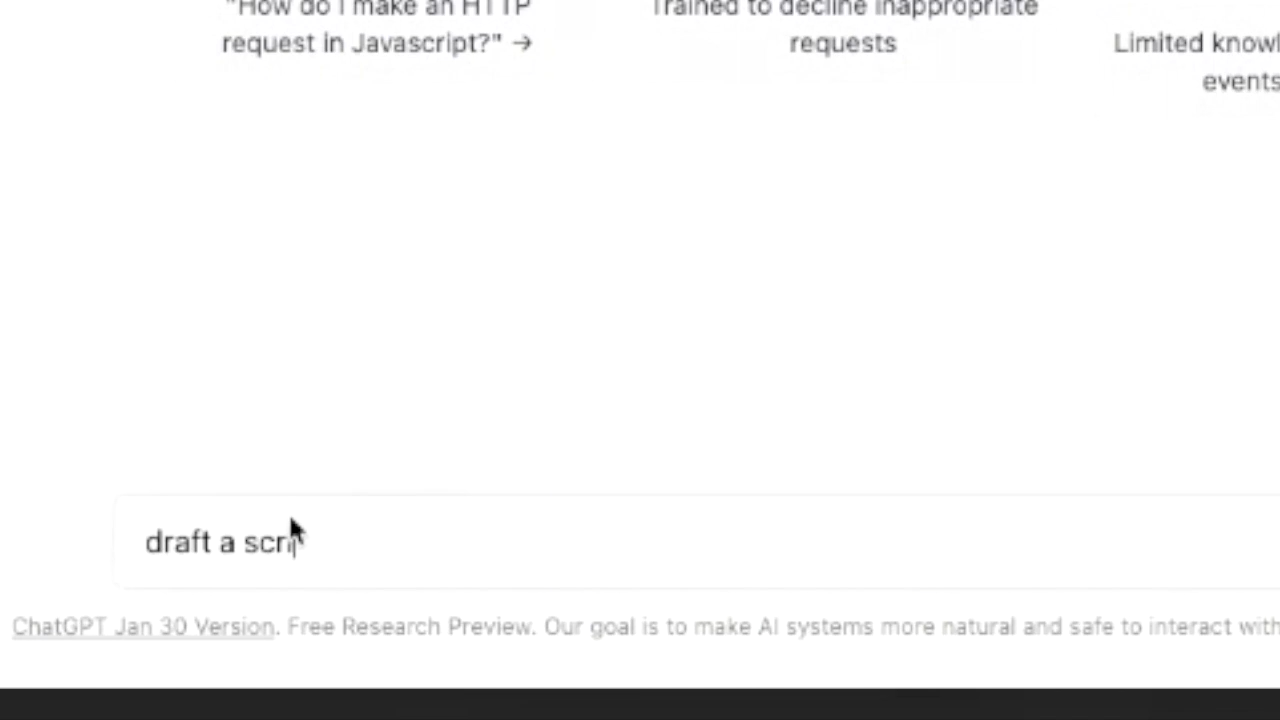 "How do I make an HTTP
request in Javascript?" →
Trained to decline inappropriate
requests
Limited knowl
events
draft a scri
ChatGPT Jan 30 Version. Free Research Preview. Our goal is to make AI systems more natural and safe to interact with